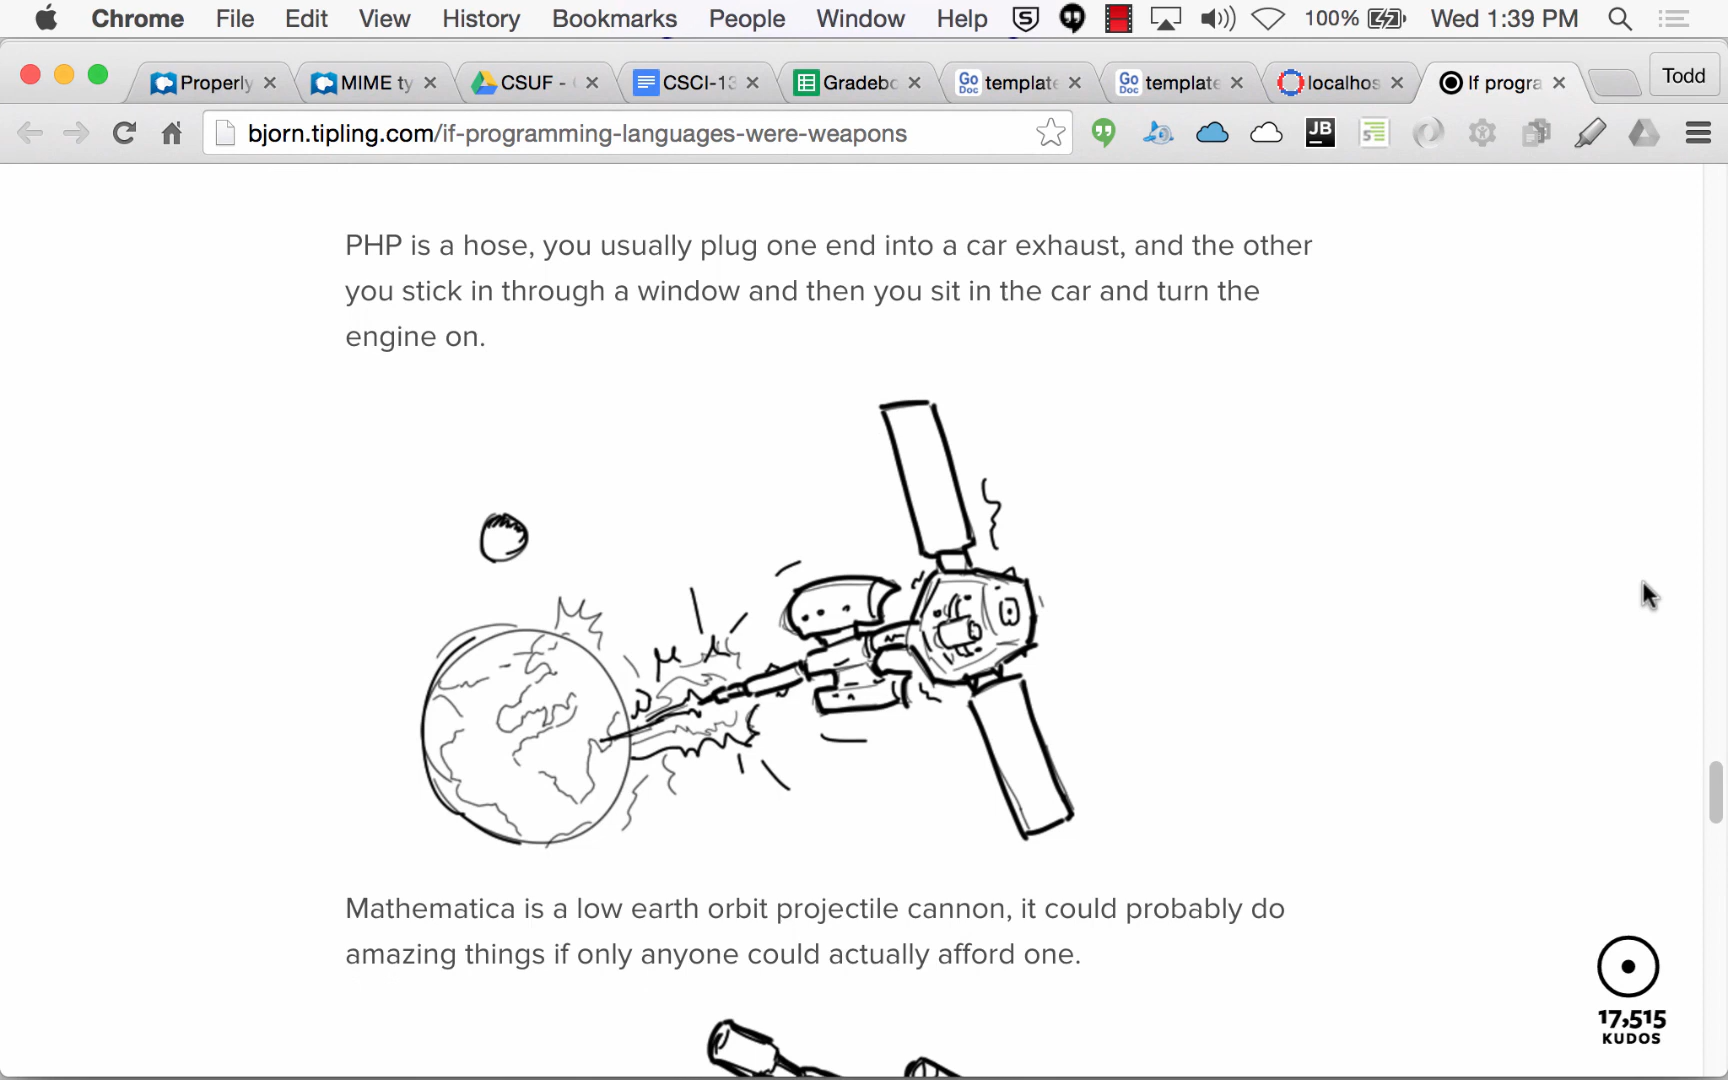 Chrome File Edit View History Bookmarks People Window Help 100% Wed 1:39 PM
Properly MIME ty CSUF - CSCI-13 Gradebo template template localhos If progra Todd
bjorn.tipling.com/if-programming-languages-were-weapons JB
PHP is a hose, you usually plug one end into a car exhaust, and the other
you stick in through a window and then you sit in the car and turn the
engine on.
Mathematica is a low earth orbit projectile cannon, it could probably do
amazing things if only anyone could actually afford one.
17,515
KUDOS